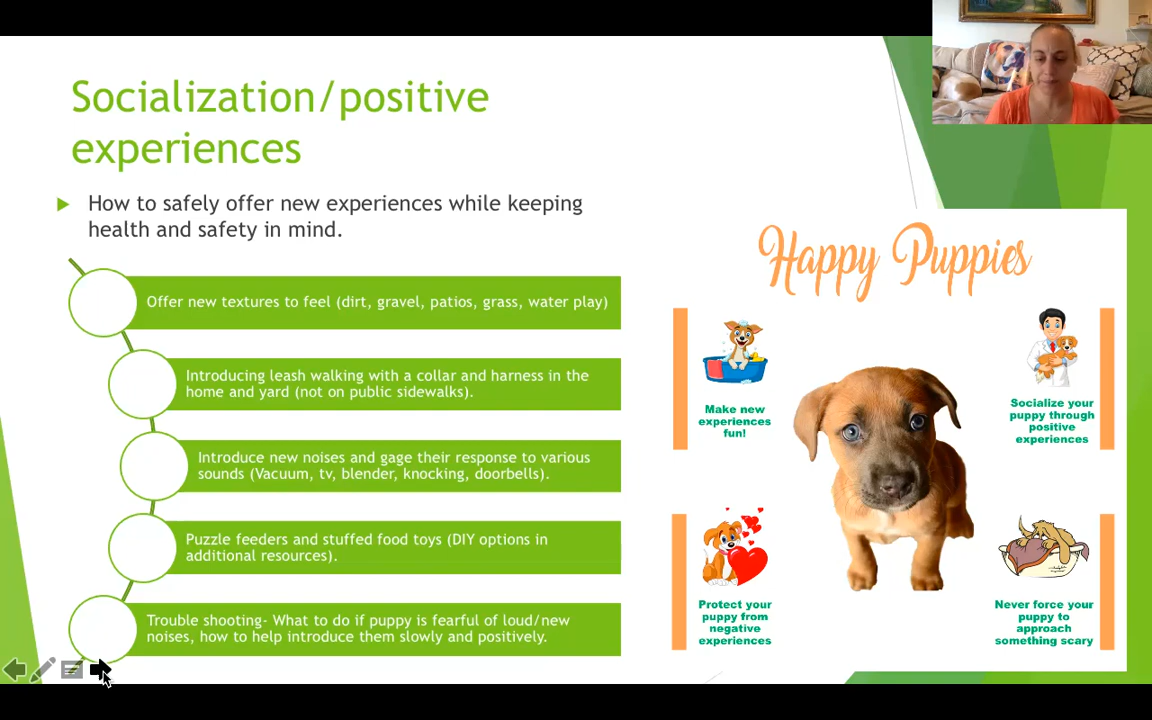 Socialization/positive
experiences
How to safely offer new experiences while keeping
health and safety in mind.
Offer new textures to feel (dirt, gravel, patios, grass, water play)
Introducing leash walking with a collar and harness in the
home and yard (not on public sidewalks).
Introduce new noises and gage their response to various
sounds (Vacuum, tv, blender, knocking, doorbells).
Puzzle feeders and stuffed food toys (DIY options in
additional resources).
Trouble shooting- What to do if puppy is fearful of loud/new
noises, how to help introduce them slowly and positively.
Happy Puppies
Make new
experiences
fun!
Socialize your
puppy through
positive
experiences
Protect your
puppy from
negative
experiences
Never force your
puppy to
approach
something scary